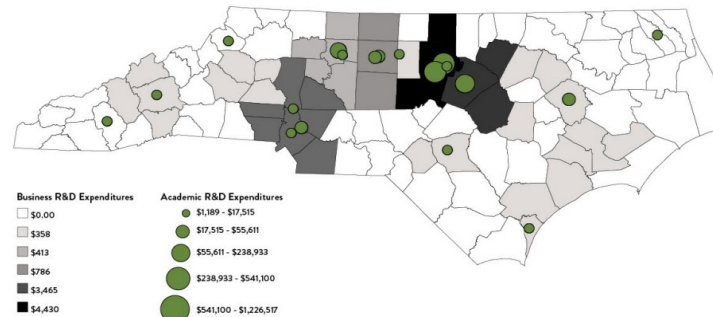 Business R&D Expenditures
$0.00
$358
$413
$786
$3,465
$4,430
Academic R&D Expenditures
$1,189 - $17,515
$17,515 - $55,611
$55,611 - $238,933
$238,933 - $541,100
$541,100 - $1,226,517